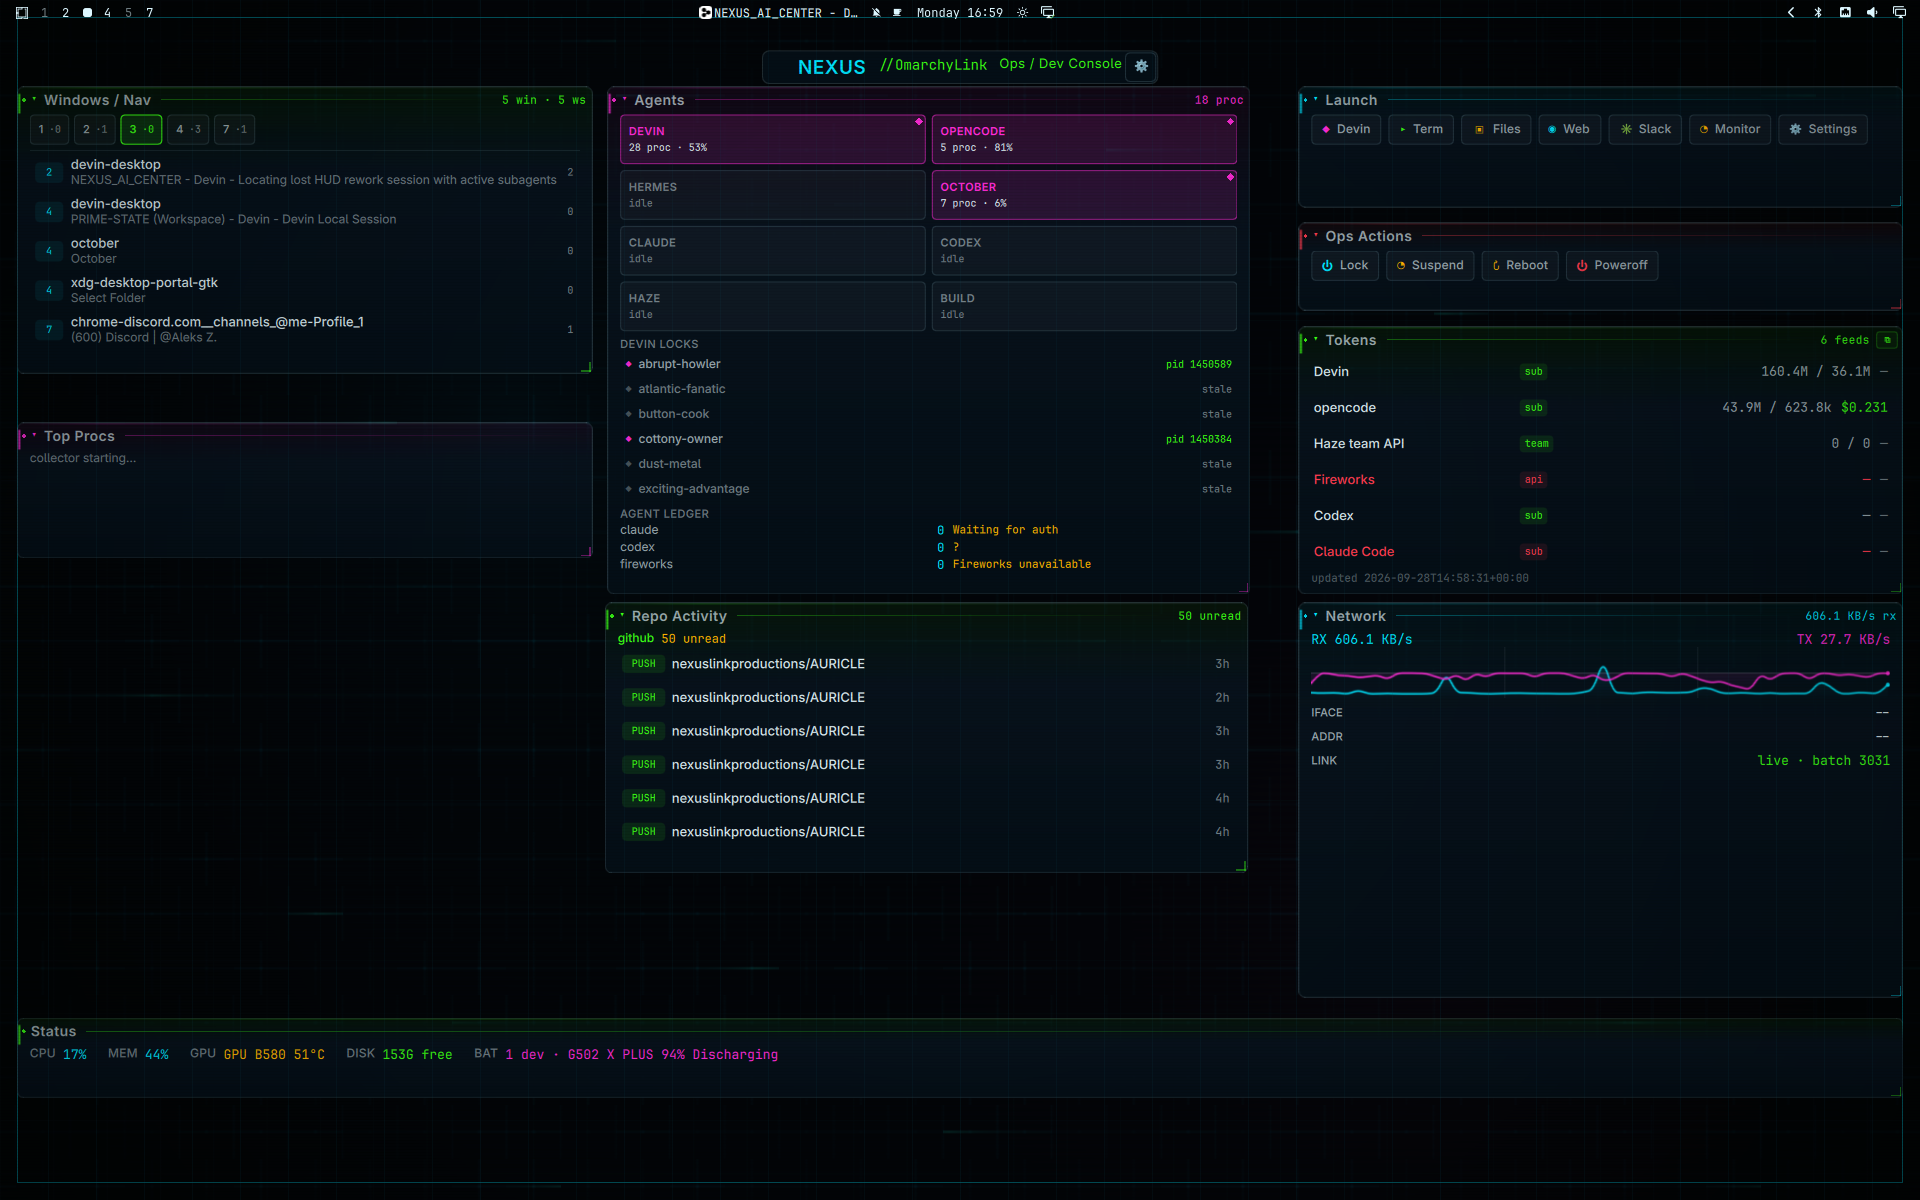 1 2 4 5 7
NEXUS_AI_CENTER - D…
Monday 16:59
NEXUS //OmarchyLink Ops / Dev Console
Windows / Nav
5 win · 5 ws
1 ·0
2 ·1
3 ·0
4 ·3
7 ·1
2 devin-desktop 2
NEXUS_AI_CENTER - Devin - Locating lost HUD rework session with active subagents
4 devin-desktop 0
PRIME-STATE (Workspace) - Devin - Devin Local Session
4 october 0
October
4 xdg-desktop-portal-gtk 0
Select Folder
7 chrome-discord.com__channels_@me-Profile_1 1
(600) Discord | @Aleks Z.
Top Procs
collector starting...
Agents
18 proc
DEVIN
28 proc · 53%
OPENCODE
5 proc · 81%
HERMES
idle
OCTOBER
7 proc · 6%
CLAUDE
idle
CODEX
idle
HAZE
idle
BUILD
idle
DEVIN LOCKS
abrupt-howler pid 1450589
atlantic-fanatic stale
button-cook stale
cottony-owner pid 1450384
dust-metal stale
exciting-advantage stale
AGENT LEDGER
claude 0 Waiting for auth
codex 0 ?
fireworks 0 Fireworks unavailable
Repo Activity
50 unread
github 50 unread
PUSH nexuslinkproductions/AURICLE 3h
PUSH nexuslinkproductions/AURICLE 2h
PUSH nexuslinkproductions/AURICLE 3h
PUSH nexuslinkproductions/AURICLE 3h
PUSH nexuslinkproductions/AURICLE 4h
PUSH nexuslinkproductions/AURICLE 4h
Launch
Devin
Term
Files
Web
Slack
Monitor
Settings
Ops Actions
Lock
Suspend
Reboot
Poweroff
Tokens
6 feeds
Devin sub 160.4M / 36.1M —
opencode sub 43.9M / 623.8k $0.231
Haze team API team 0 / 0 —
Fireworks api — —
Codex sub — —
Claude Code sub — —
updated 2026-09-28T14:58:31+00:00
Network
606.1 KB/s rx
RX 606.1 KB/s
TX 27.7 KB/s
IFACE --
ADDR --
LINK live · batch 3031
Status
CPU 17% MEM 44% GPU GPU B580 51°C DISK 153G free BAT 1 dev · G502 X PLUS 94% Discharging